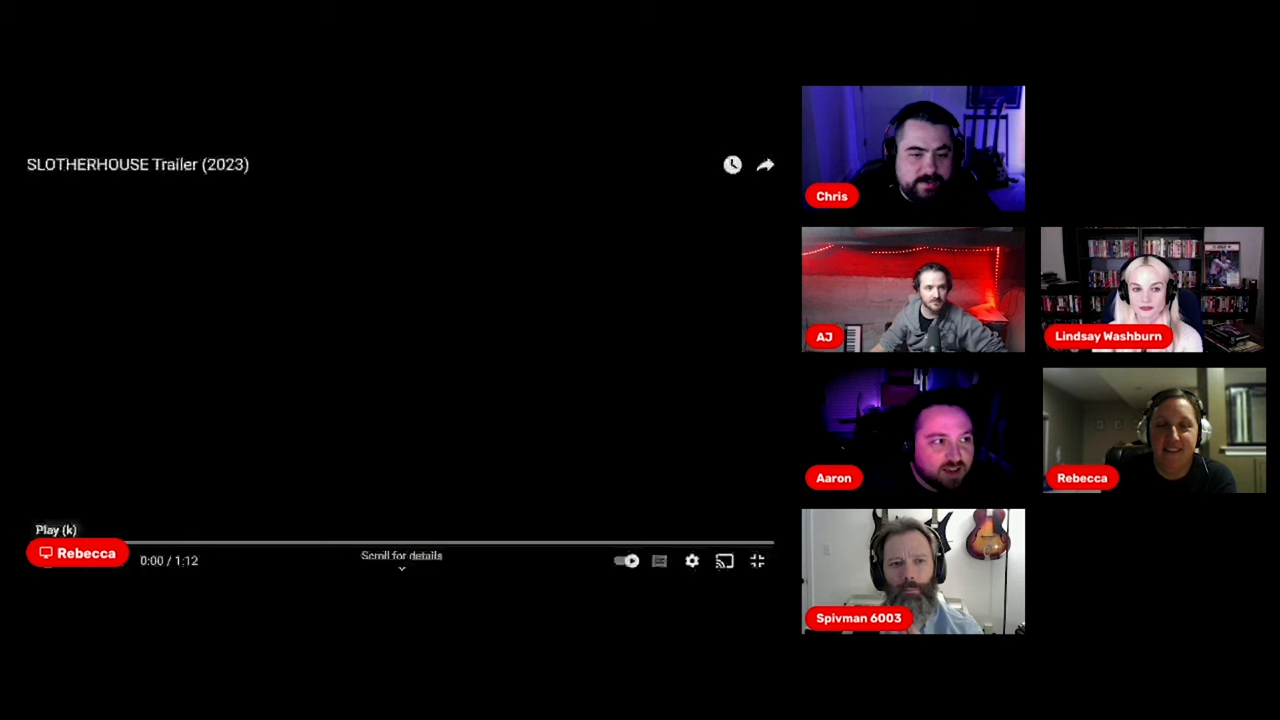 SLOTHERHOUSE Trailer (2023)
Chris
AJ
Lindsay Washburn
Aaron
Rebecca
Play (k)
Rebecca
0:00 / 1:12
Scroll for details
Spivman 6003